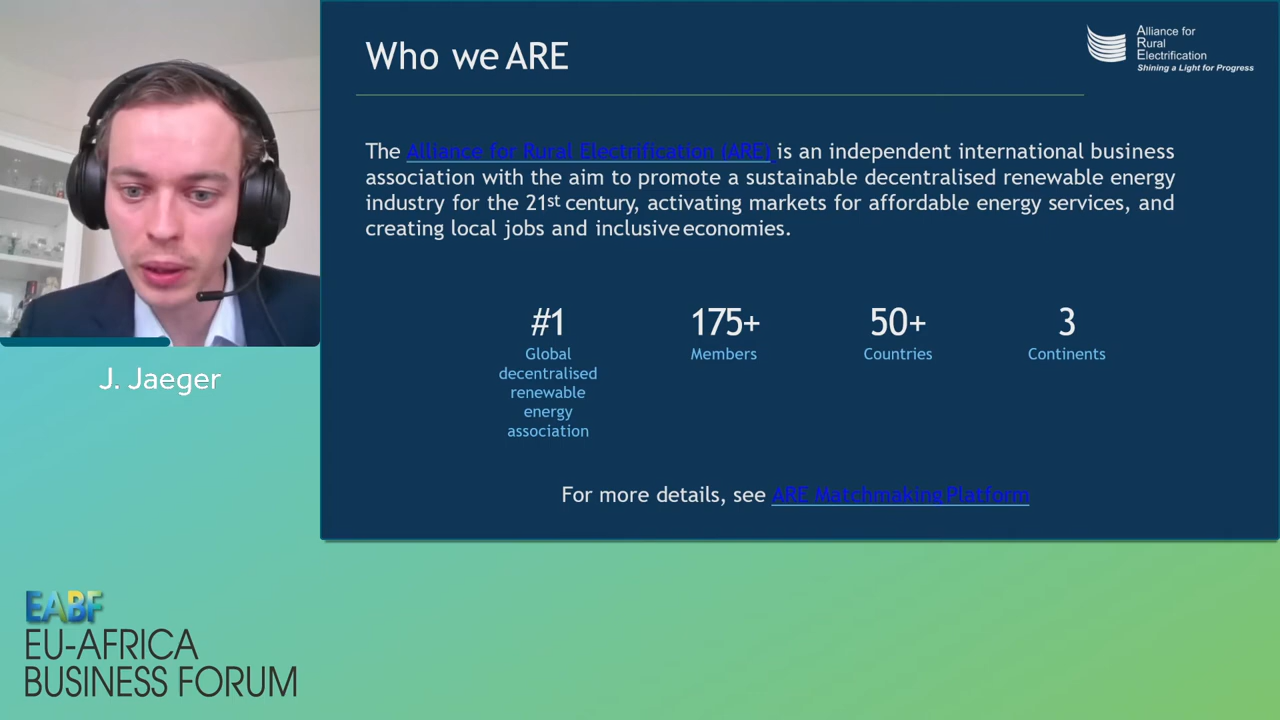 Who we ARE
Alliance for
Rural
Electrification
Shining a Light for Progress
The Alliance for Rural Electrification (ARE) is an independent international business
association with the aim to promote a sustainable decentralised renewable energy
industry for the 21st century, activating markets for affordable energy services, and
creating local jobs and inclusive economies.
#1
Global
decentralised
renewable
energy
association
175+
Members
50+
Countries
3
Continents
For more details, see ARE Matchmaking Platform
J. Jaeger
EABF
EU-AFRICA
BUSINESS FORUM